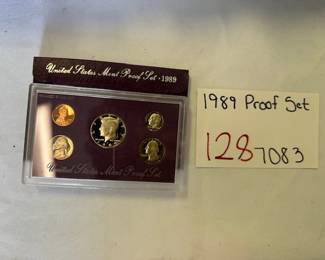 United States Mint Proof Set · 1989
United States Mint Proof Set
1989 Proof Set
128 7083